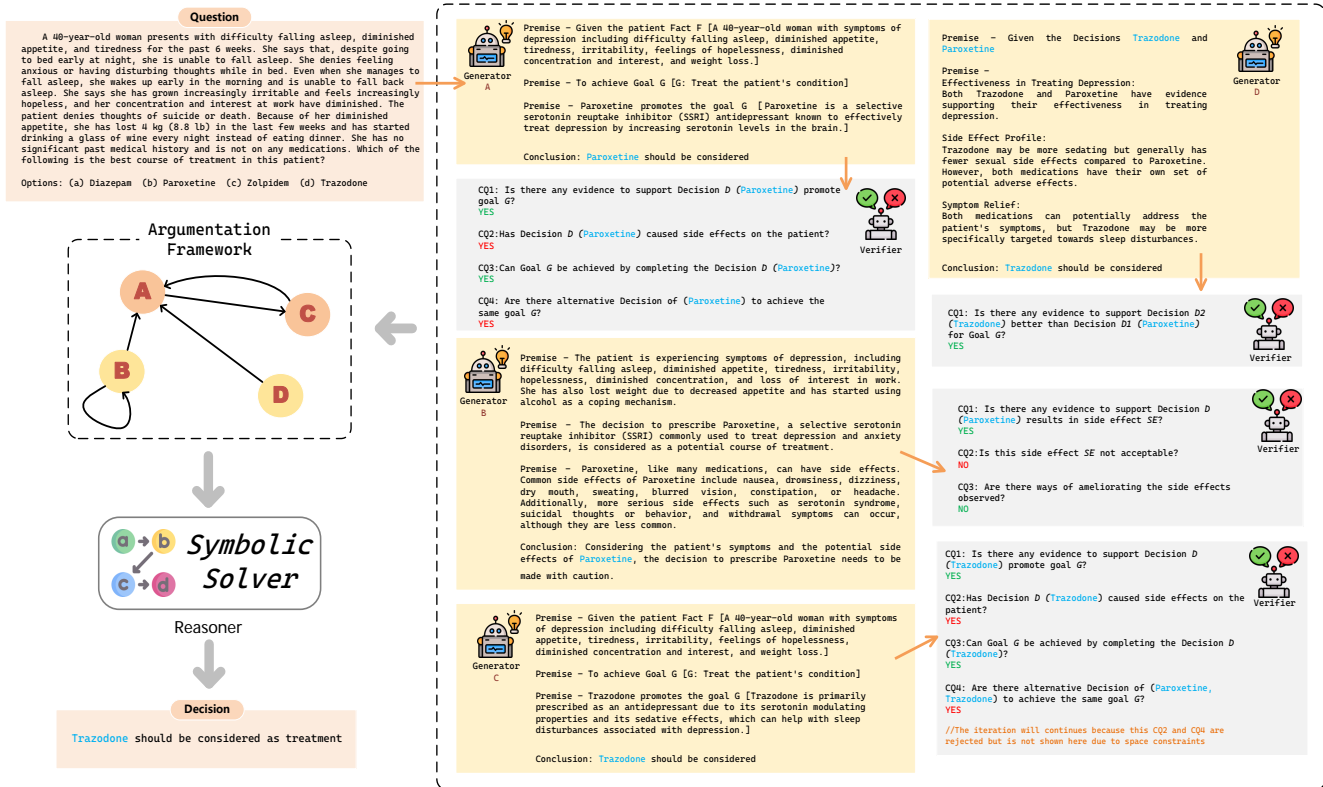 Question
A 40-year-old woman presents with difficulty falling asleep, diminished
appetite, and tiredness for the past 6 weeks. She says that, despite going
to bed early at night, she is unable to fall asleep. She denies feeling
anxious or having disturbing thoughts while in bed. Even when she manages to
fall asleep, she wakes up early in the morning and is unable to fall back
asleep. She says she has grown increasingly irritable and feels increasingly
hopeless, and her concentration and interest at work have diminished. The
patient denies thoughts of suicide or death. Because of her diminished
appetite, she has lost 4 kg (8.8 lb) in the last few weeks and has started
drinking a glass of wine every night instead of eating dinner. She has no
significant past medical history and is not on any medications. Which of the
following is the best course of treatment in this patient?
Options: (a) Diazepam (b) Paroxetine (c) Zolpidem (d) Trazodone
Argumentation
Framework
A
C
B
D
a
b
c
d
Symbolic
Solver
Reasoner
Decision
Trazodone should be considered as treatment
Generator
A
Premise – Given the patient Fact F [A 40-year-old woman with symptoms of
depression including difficulty falling asleep, diminished appetite,
tiredness, irritability, feelings of hopelessness, diminished
concentration and interest, and weight loss.]
Premise – To achieve Goal G [G: Treat the patient's condition]
Premise – Paroxetine promotes the goal G [Paroxetine is a selective
serotonin reuptake inhibitor (SSRI) antidepressant known to effectively
treat depression by increasing serotonin levels in the brain.]
Conclusion: Paroxetine should be considered
CQ1: Is there any evidence to support Decision D (Paroxetine) promote
goal G?
YES
CQ2:Has Decision D (Paroxetine) caused side effects on the patient?
YES
CQ3:Can Goal G be achieved by completing the Decision D (Paroxetine)?
YES
CQ4: Are there alternative Decision of (Paroxetine) to achieve the
same goal G?
YES
Verifier
Generator
B
Premise – The patient is experiencing symptoms of depression, including
difficulty falling asleep, diminished appetite, tiredness, irritability,
hopelessness, diminished concentration, and loss of interest in work.
She has also lost weight due to decreased appetite and has started using
alcohol as a coping mechanism.
Premise – The decision to prescribe Paroxetine, a selective serotonin
reuptake inhibitor (SSRI) commonly used to treat depression and anxiety
disorders, is considered as a potential course of treatment.
Premise – Paroxetine, like many medications, can have side effects.
Common side effects of Paroxetine include nausea, drowsiness, dizziness,
dry mouth, sweating, blurred vision, constipation, or headache.
Additionally, more serious side effects such as serotonin syndrome,
suicidal thoughts or behavior, and withdrawal symptoms can occur,
although they are less common.
Conclusion: Considering the patient's symptoms and the potential side
effects of Paroxetine, the decision to prescribe Paroxetine needs to be
made with caution.
Generator
C
Premise – Given the patient Fact F [A 40-year-old woman with symptoms
of depression including difficulty falling asleep, diminished
appetite, tiredness, irritability, feelings of hopelessness,
diminished concentration and interest, and weight loss.]
Premise – To achieve Goal G [G: Treat the patient's condition]
Premise – Trazodone promotes the goal G [Trazodone is primarily
prescribed as an antidepressant due to its serotonin modulating
properties and its sedative effects, which can help with sleep
disturbances associated with depression.]
Conclusion: Trazodone should be considered
Generator
D
Premise – Given the Decisions Trazodone and
Paroxetine
Premise –
Effectiveness in Treating Depression:
Both Trazodone and Paroxetine have evidence
supporting their effectiveness in treating
depression.
Side Effect Profile:
Trazodone may be more sedating but generally has
fewer sexual side effects compared to Paroxetine.
However, both medications have their own set of
potential adverse effects.
Symptom Relief:
Both medications can potentially address the
patient's symptoms, but Trazodone may be more
specifically targeted towards sleep disturbances.
Conclusion: Trazodone should be considered
CQ1: Is there any evidence to support Decision D2
(Trazodone) better than Decision D1 (Paroxetine)
for Goal G?
YES
Verifier
CQ1: Is there any evidence to support Decision D
(Paroxetine) results in side effect SE?
YES
CQ2:Is this side effect SE not acceptable?
NO
CQ3: Are there ways of ameliorating the side effects
observed?
NO
Verifier
CQ1: Is there any evidence to support Decision D
(Trazodone) promote goal G?
YES
CQ2:Has Decision D (Trazodone) caused side effects on the
patient?
YES
CQ3:Can Goal G be achieved by completing the Decision D
(Trazodone)?
YES
CQ4: Are there alternative Decision of (Paroxetine,
Trazodone) to achieve the same goal G?
YES
//The iteration will continues because this CQ2 and CQ4 are
rejected but is not shown here due to space constraints
Verifier